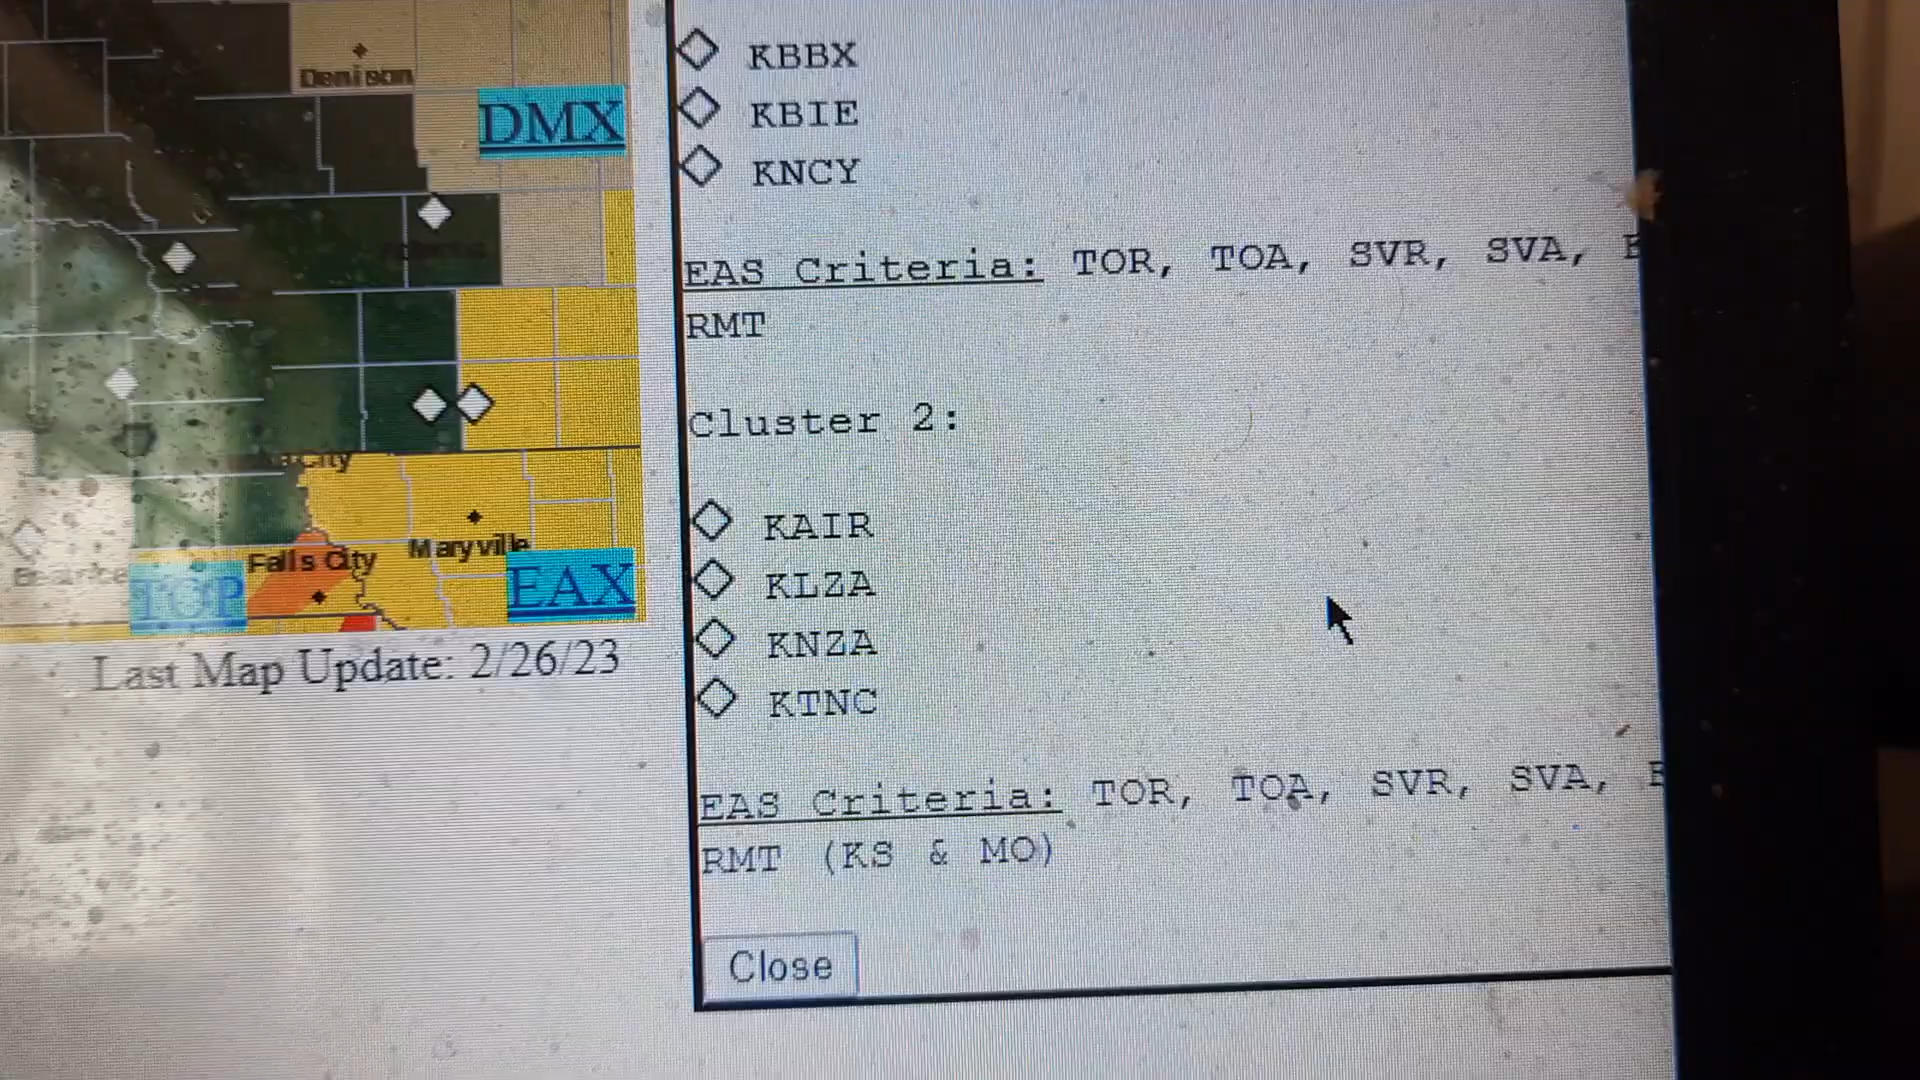 Denison
DMX
City
Falls City
Maryville
TOP
EAX
Last Map Update: 2/26/23
KBBX
KBIE
KNCY
EAS Criteria: TOR, TOA, SVR, SVA,
RMT
Cluster 2:
KAIR
KLZA
KNZA
KTNC
EAS Criteria: TOR, TOA, SVR, SVA,
RMT (KS & MO)
Close